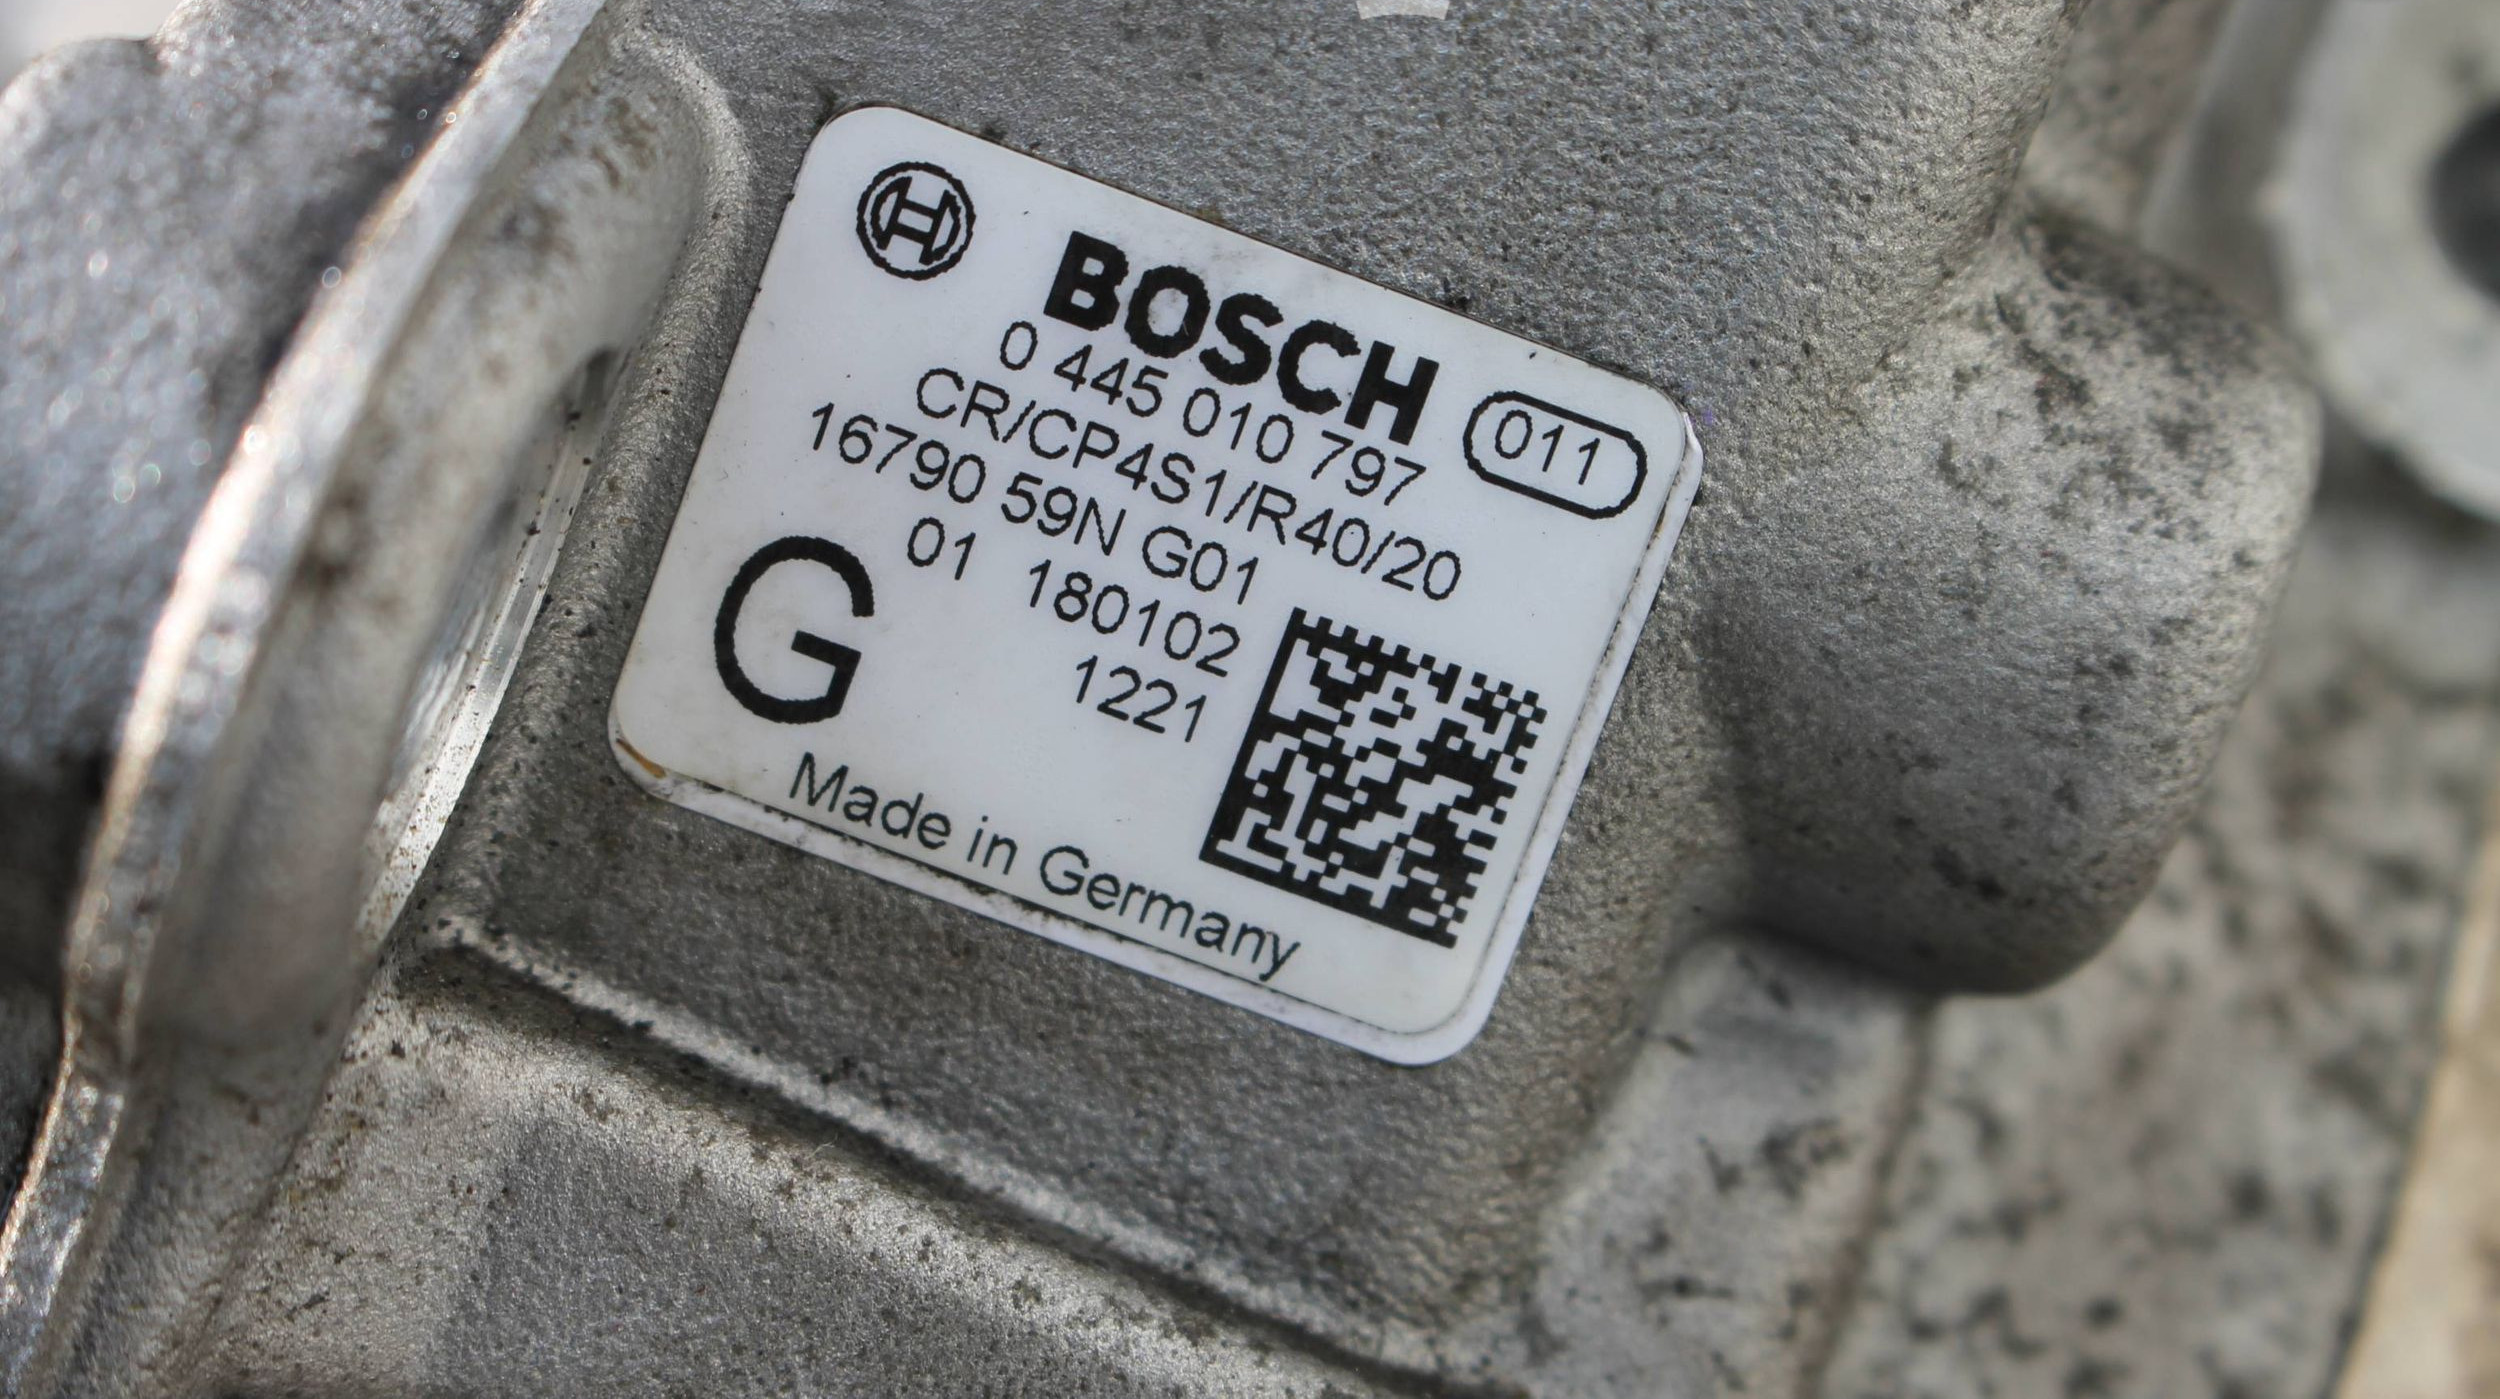 BOSCH
011
0 445 010 797
CR/CP4S1/R40/20
16790 59N G01
01 180102
G
1221
Made in Germany